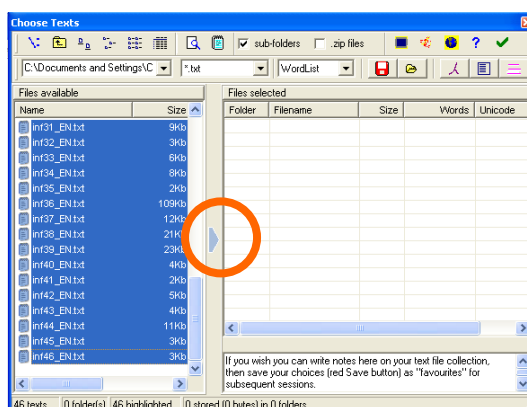 Choose Texts
sub-folders .zip files ?
C:\Documents and Settings\C *.txt WordList
Files available Files selected
Name Size Folder Filename Size Words Unicode
inf31_EN.txt 9Kb
inf32_EN.txt 3Kb
inf33_EN.txt 6Kb
inf34_EN.txt 8Kb
inf35_EN.txt 2Kb
inf36_EN.txt 109Kb
inf37_EN.txt 12Kb
inf38_EN.txt 21Kb
inf39_EN.txt 23Kb
inf40_EN.txt 4Kb
inf41_EN.txt 2Kb
inf42_EN.txt 5Kb
inf43_EN.txt 4Kb
inf44_EN.txt 11Kb
inf45_EN.txt 3Kb
inf46_EN.txt 3Kb
If you wish you can write notes here on your text file collection,
then save your choices (red Save button) as "favourites" for
subsequent sessions.
46 texts 0 folder(s) 46 highlighted 0 stored (0 bytes) in 0 folders